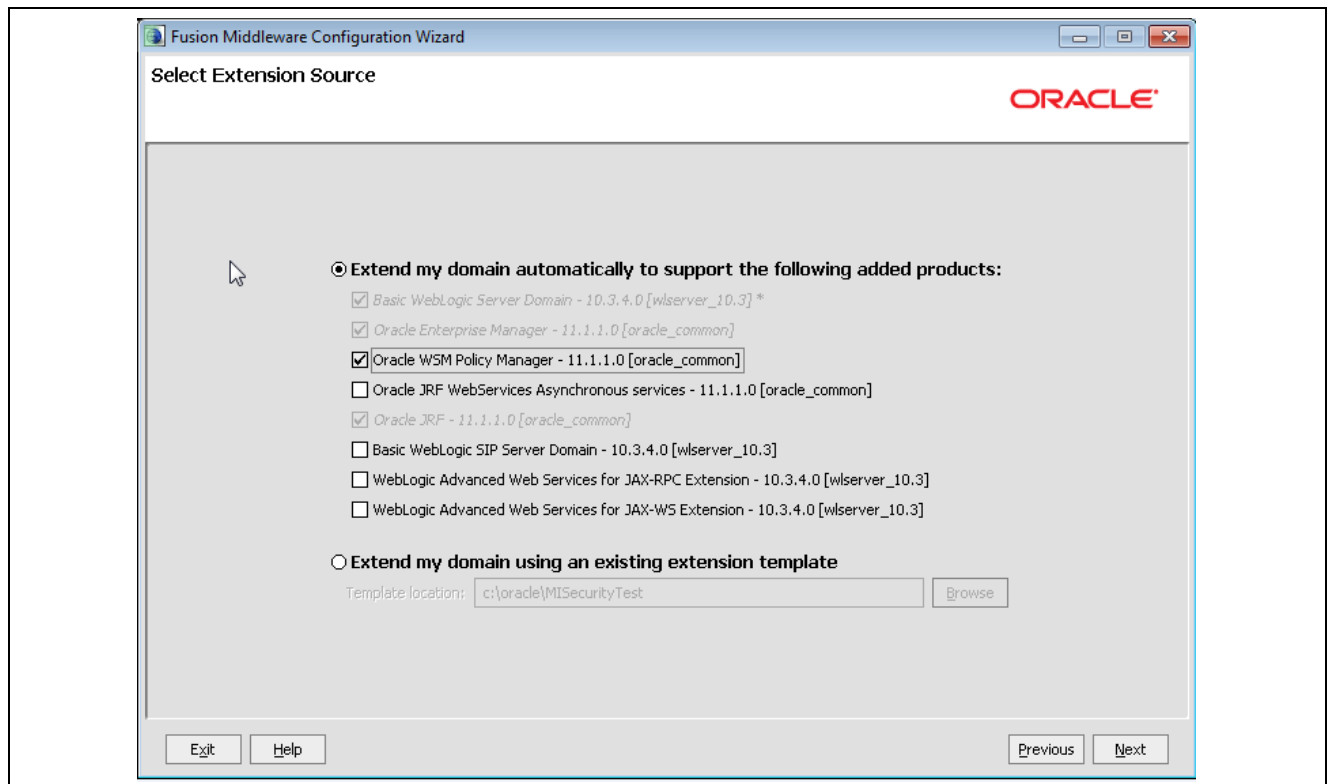 Fusion Middleware Configuration Wizard
Select Extension Source
ORACLE
Extend my domain automatically to support the following added products:
Basic WebLogic Server Domain - 10.3.4.0 [wlserver_10.3] *
Oracle Enterprise Manager - 11.1.1.0 [oracle_common]
Oracle WSM Policy Manager - 11.1.1.0 [oracle_common]
Oracle JRF WebServices Asynchronous services - 11.1.1.0 [oracle_common]
Oracle JRF - 11.1.1.0 [oracle_common]
Basic WebLogic SIP Server Domain - 10.3.4.0 [wlserver_10.3]
WebLogic Advanced Web Services for JAX-RPC Extension - 10.3.4.0 [wlserver_10.3]
WebLogic Advanced Web Services for JAX-WS Extension - 10.3.4.0 [wlserver_10.3]
Extend my domain using an existing extension template
Template location: c:\oracle\MISecurityTest Browse
Exit Help Previous Next